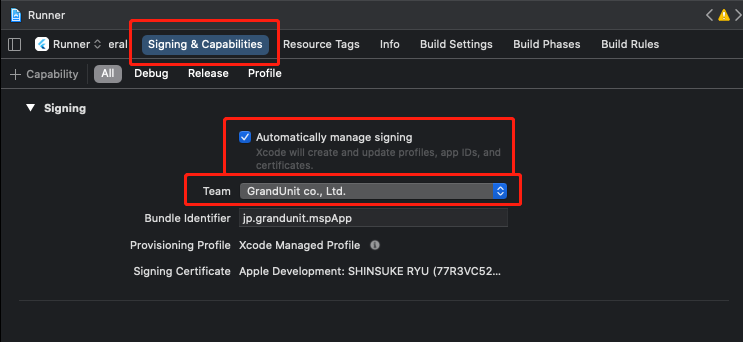 Runner
Runner eral Signing & Capabilities Resource Tags Info Build Settings Build Phases Build Rules
+ Capability All Debug Release Profile
Signing
Automatically manage signing
Xcode will create and update profiles, app IDs, and
certificates.
Team GrandUnit co., Ltd.
Bundle Identifier jp.grandunit.mspApp
Provisioning Profile Xcode Managed Profile
Signing Certificate Apple Development: SHINSUKE RYU (77R3VC52...